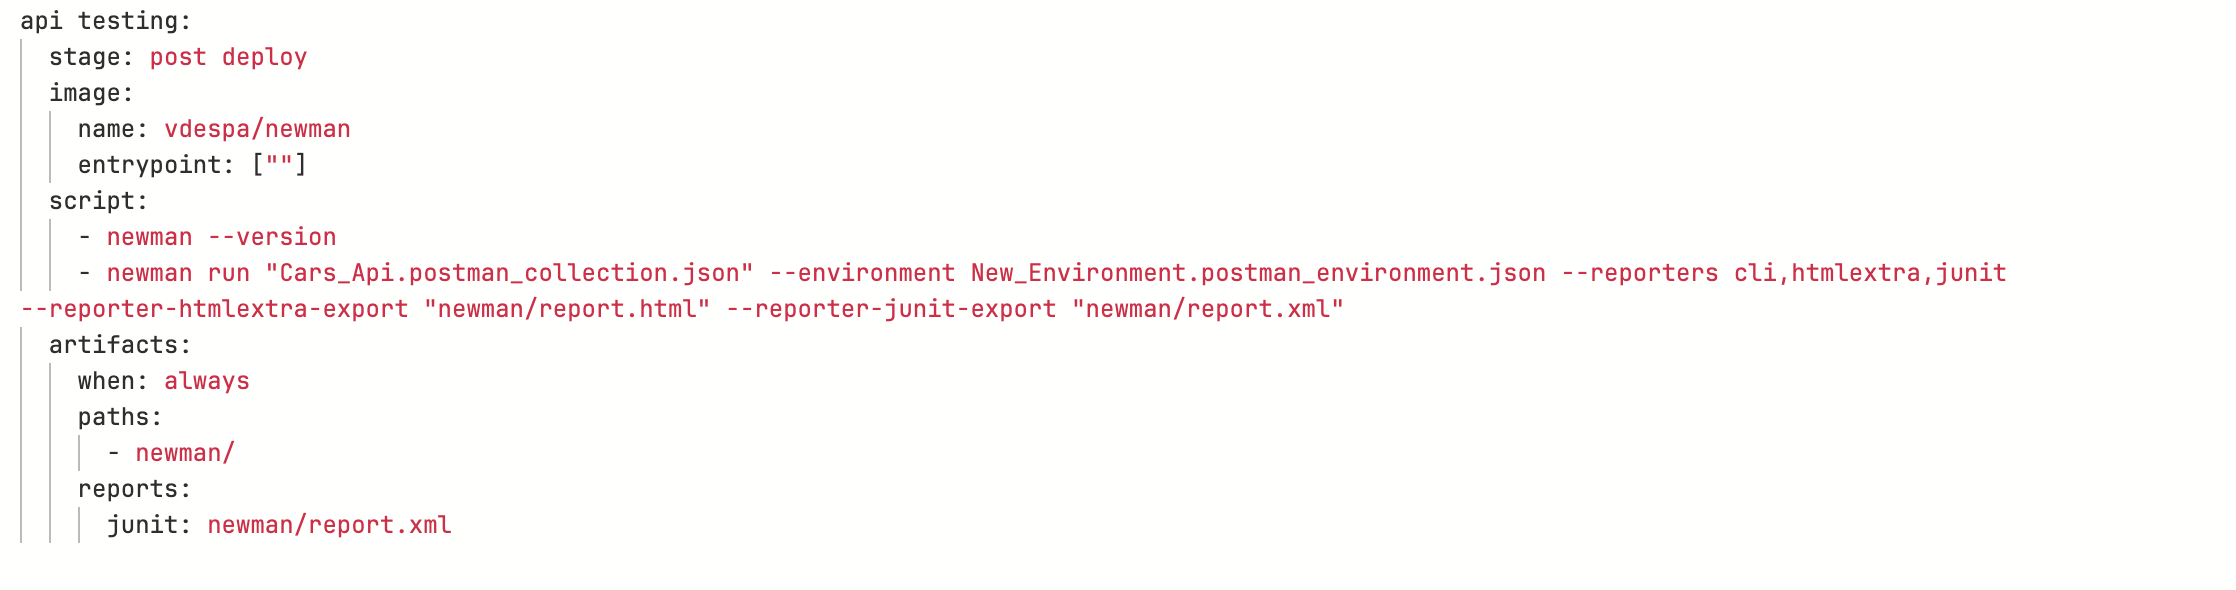 api testing:
  stage: post deploy
  image:
    name: vdespa/newman
    entrypoint: [""]
  script:
    - newman --version
    - newman run "Cars_Api.postman_collection.json" --environment New_Environment.postman_environment.json --reporters cli,htmlextra,junit
--reporter-htmlextra-export "newman/report.html" --reporter-junit-export "newman/report.xml"
  artifacts:
    when: always
    paths:
      - newman/
    reports:
      junit: newman/report.xml